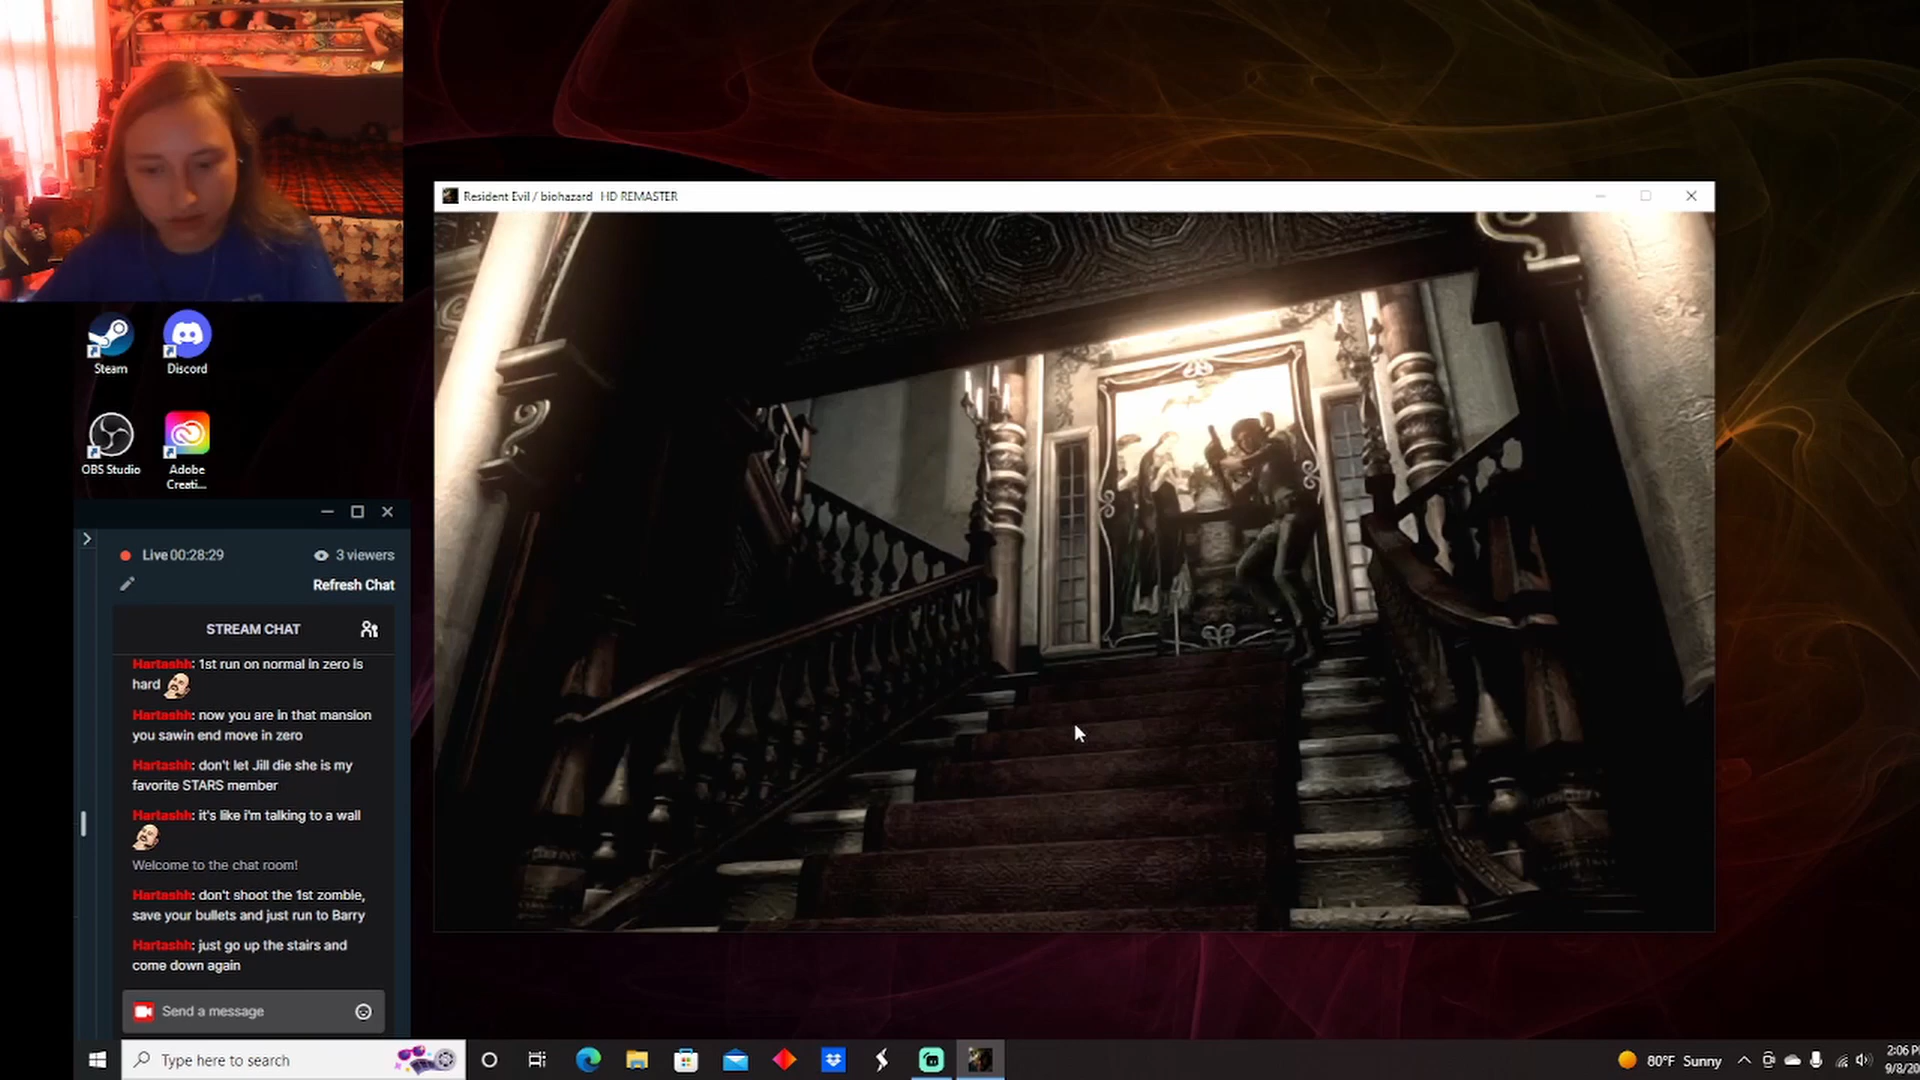 Resident Evil / biohazard HD REMASTER
Steam
Discord
OBS Studio
Adobe
Creati...
Live 00:28:29
3 viewers
Refresh Chat
STREAM CHAT
Hartashh: 1st run on normal in zero is
hard
Hartashh: now you are in that mansion
you sawin end move in zero
Hartashh: don't let Jill die she is my
favorite STARS member
Hartashh: it's like i'm talking to a wall
Welcome to the chat room!
Hartashh: don't shoot the 1st zombie,
save your bullets and just run to Barry
Hartashh: just go up the stairs and
come down again
Send a message
Type here to search
80°F Sunny
2:06 P
9/8/20